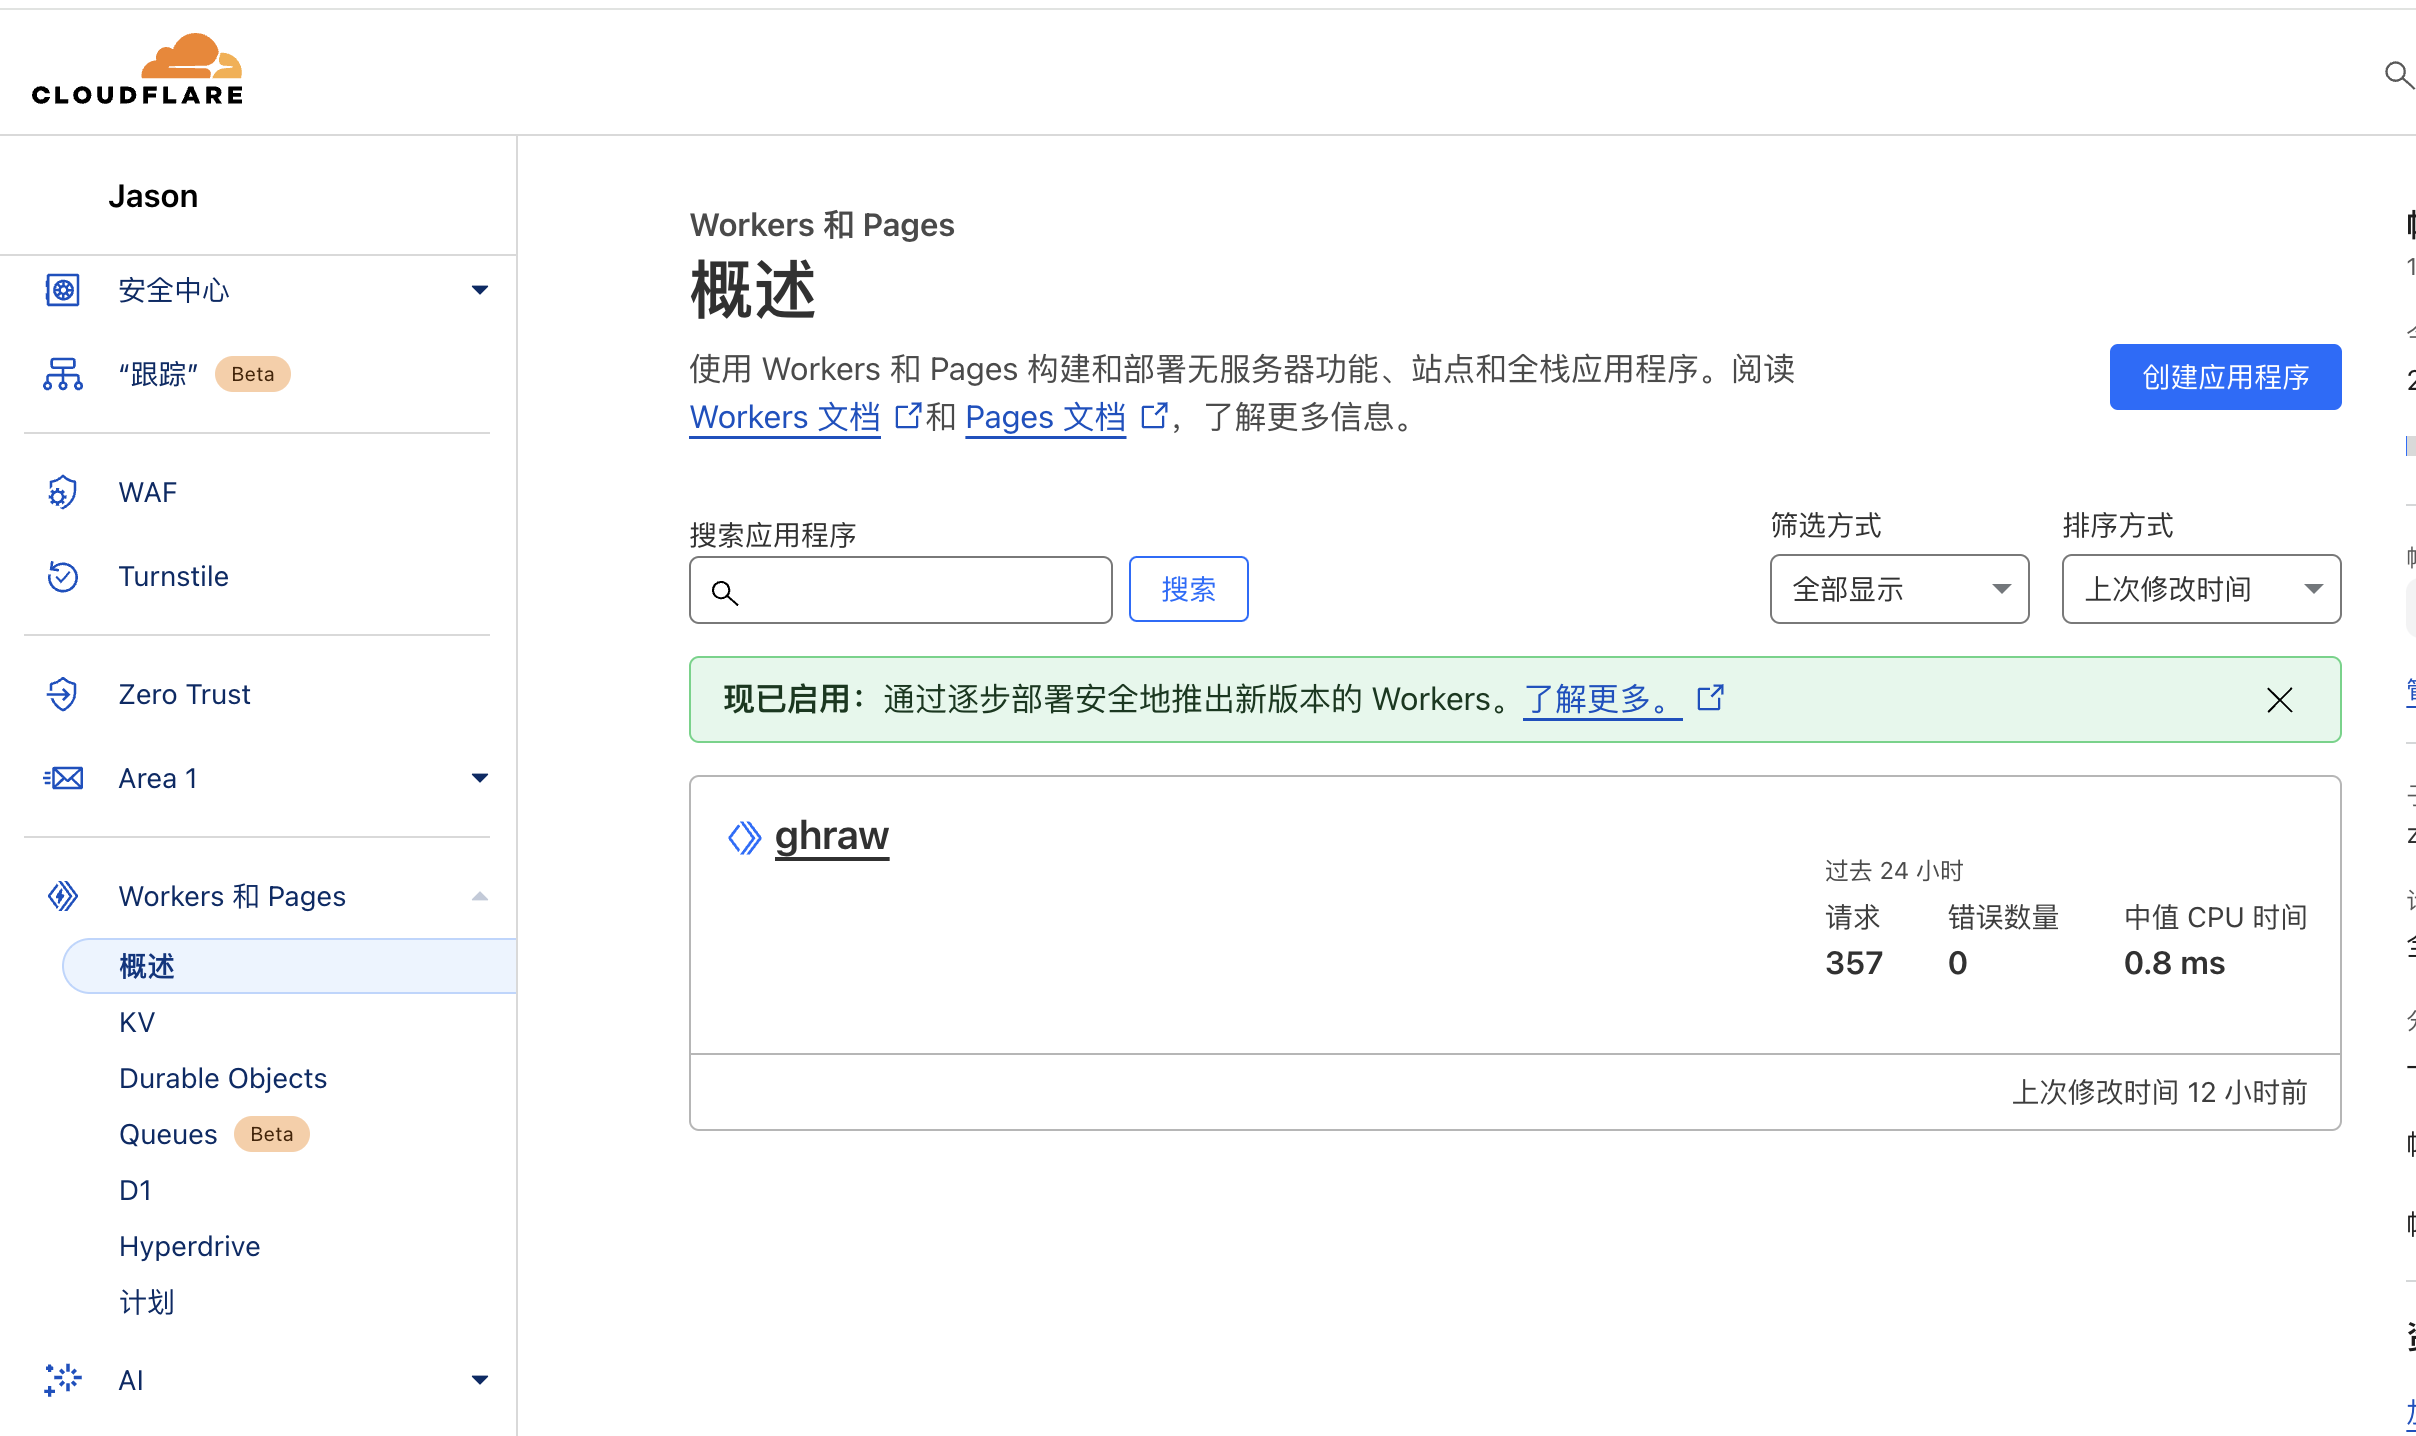 CLOUDFLARE
Jason
安全中心
“跟踪” Beta
WAF
Turnstile
Zero Trust
Area 1
Workers 和 Pages
概述
KV
Durable Objects
Queues Beta
D1
Hyperdrive
计划
AI
Workers 和 Pages
概述
使用 Workers 和 Pages 构建和部署无服务器功能、站点和全栈应用程序。阅读
Workers 文档 和 Pages 文档 ，了解更多信息。
创建应用程序
搜索应用程序
搜索
筛选方式
全部显示
排序方式
上次修改时间
现已启用：通过逐步部署安全地推出新版本的 Workers。了解更多。
ghraw
过去 24 小时
请求 错误数量 中值 CPU 时间
357 0 0.8 ms
上次修改时间 12 小时前